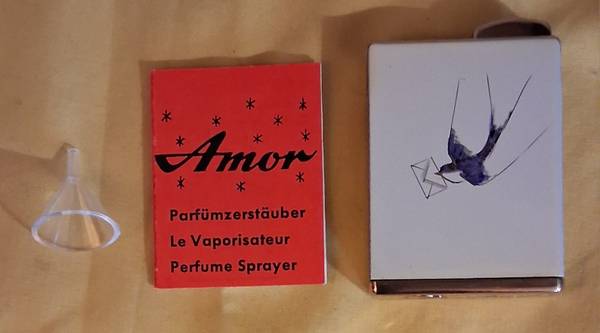 Amor
Parfümzerstäuber
Le Vaporisateur
Perfume Sprayer